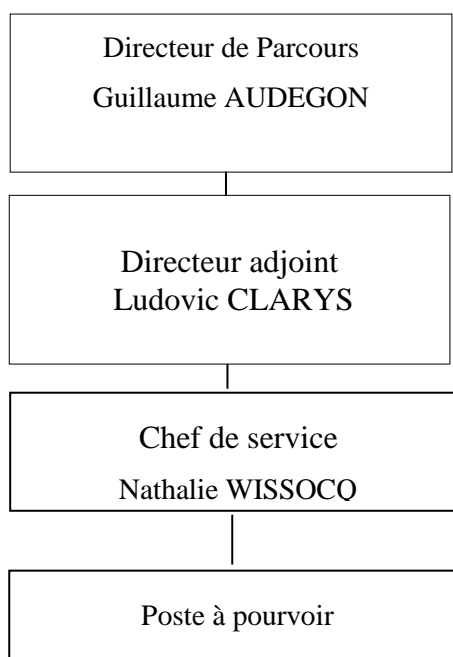 Directeur de Parcours
Guillaume AUDEGON
Directeur adjoint
Ludovic CLARYS
Chef de service
Nathalie WISSOCQ
Poste à pourvoir